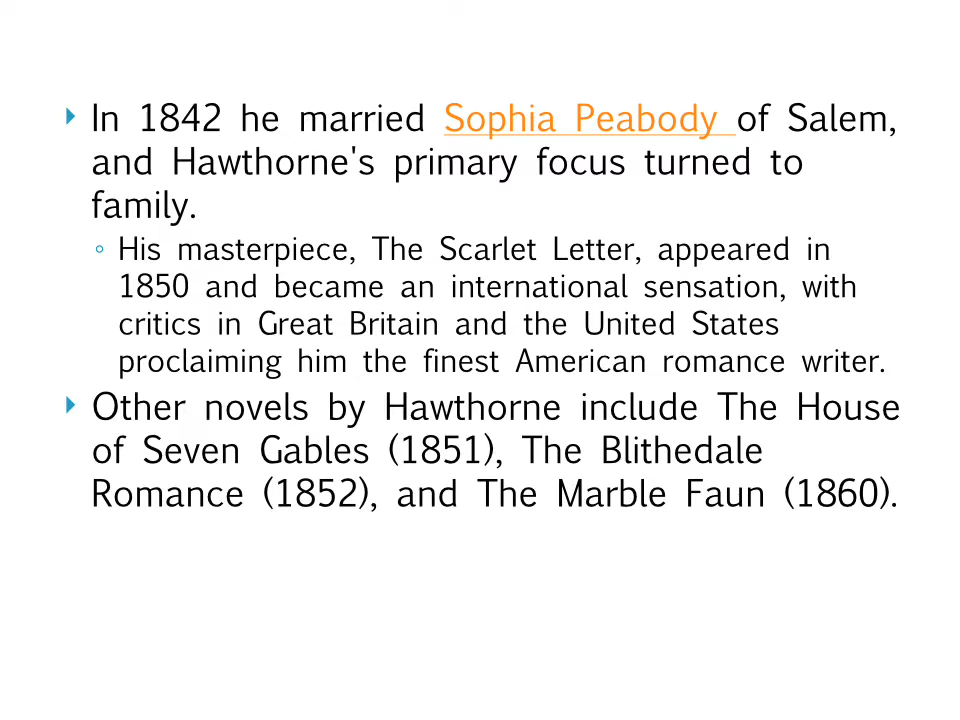 In 1842 he married Sophia Peabody of Salem,
and Hawthorne's primary focus turned to
family.
His masterpiece, The Scarlet Letter, appeared in
1850 and became an international sensation, with
critics in Great Britain and the United States
proclaiming him the finest American romance writer.
Other novels by Hawthorne include The House
of Seven Gables (1851), The Blithedale
Romance (1852), and The Marble Faun (1860).